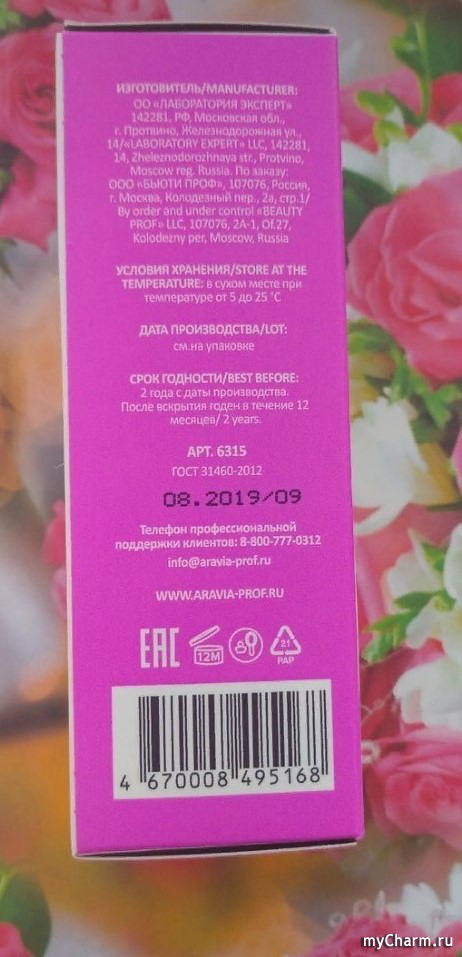 ИЗГОТОВИТЕЛЬ/MANUFACTURER:
ОО «ЛАБОРАТОРИЯ ЭКСПЕРТ»
142281, РФ, Московская обл.,
г. Протвино, Железнодорожная ул.,
14/«LABORATORY EXPERT» LLC, 142281,
14, Zheleznodorozhnaya str., Protvino,
Moscow reg. Russia. По заказу:
ООО «БЬЮТИ ПРОФ», 107076, Россия,
г. Москва, Колодезный пер., 2а, стр.1/
By order and under control «BEAUTY
PROF» LLC, 107076, 2A-1, Of.27,
Kolodezny per, Moscow, Russia
УСЛОВИЯ ХРАНЕНИЯ/STORE AT THE
TEMPERATURE: в сухом месте при
температуре от 5 до 25 °С
ДАТА ПРОИЗВОДСТВА/LOT:
см.на упаковке
СРОК ГОДНОСТИ/BEST BEFORE:
2 года с даты производства.
После вскрытия годен в течение 12
месяцев/ 2 years.
АРТ. 6315
ГОСТ 31460-2012
08.2019/09
Телефон профессиональной
поддержки клиентов: 8-800-777-0312
info@aravia-prof.ru
WWW.ARAVIA-PROF.RU
EAC 12M 21
PAP
4 670008 495168
myCharm.ru